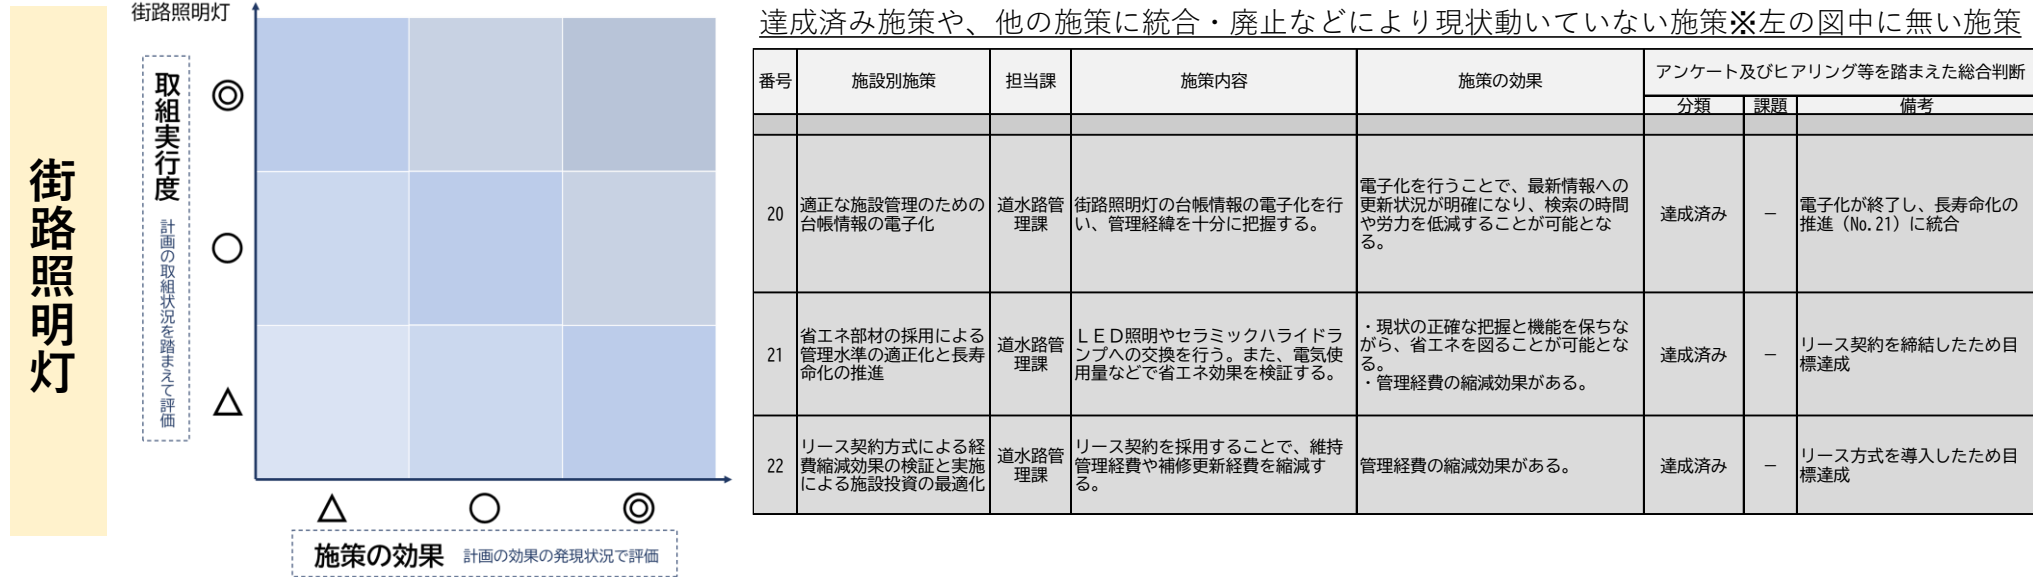 街路照明灯
街路照明灯
取組実行度
計画の取組状況を踏まえて評価
◎
○
△
△
○
◎
施策の効果 計画の効果の発現状況で評価
達成済み施策や、他の施策に統合・廃止などにより現状動いていない施策※左の図中に無い施策
番号
施設別施策
担当課
施策内容
施策の効果
アンケート及びヒアリング等を踏まえた総合判断
分類
課題
備考
20
適正な施設管理のための
台帳情報の電子化
道水路管
理課
街路照明灯の台帳情報の電子化を行
い、管理経緯を十分に把握する。
電子化を行うことで、最新情報への
更新状況が明確になり、検索の時間
や労力を低減することが可能とな
る。
達成済み
－
電子化が終了し、長寿命化の
推進（No.21）に統合
21
省エネ部材の採用による
管理水準の適正化と長寿
命化の推進
道水路管
理課
ＬＥＤ照明やセラミックハライドラ
ンプへの交換を行う。また、電気使
用量などで省エネ効果を検証する。
・現状の正確な把握と機能を保ちな
がら、省エネを図ることが可能とな
る。
・管理経費の縮減効果がある。
達成済み
－
リース契約を締結したため目
標達成
22
リース契約方式による経
費縮減効果の検証と実施
による施設投資の最適化
道水路管
理課
リース契約を採用することで、維持
管理経費や補修更新経費を縮減す
る。
管理経費の縮減効果がある。
達成済み
－
リース方式を導入したため目
標達成